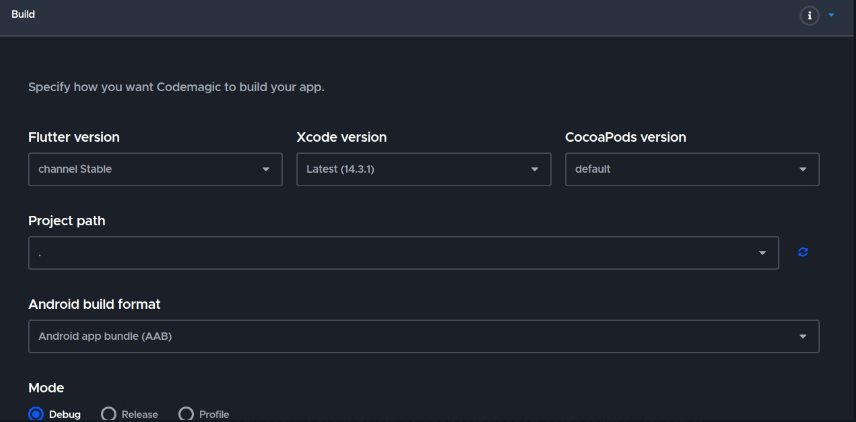 Build
Specify how you want Codemagic to build your app.
Flutter version
Xcode version
CocoaPods version
channel Stable
Latest (14.3.1)
default
Project path
.
Android build format
Android app bundle (AAB)
Mode
Debug
Release
Profile